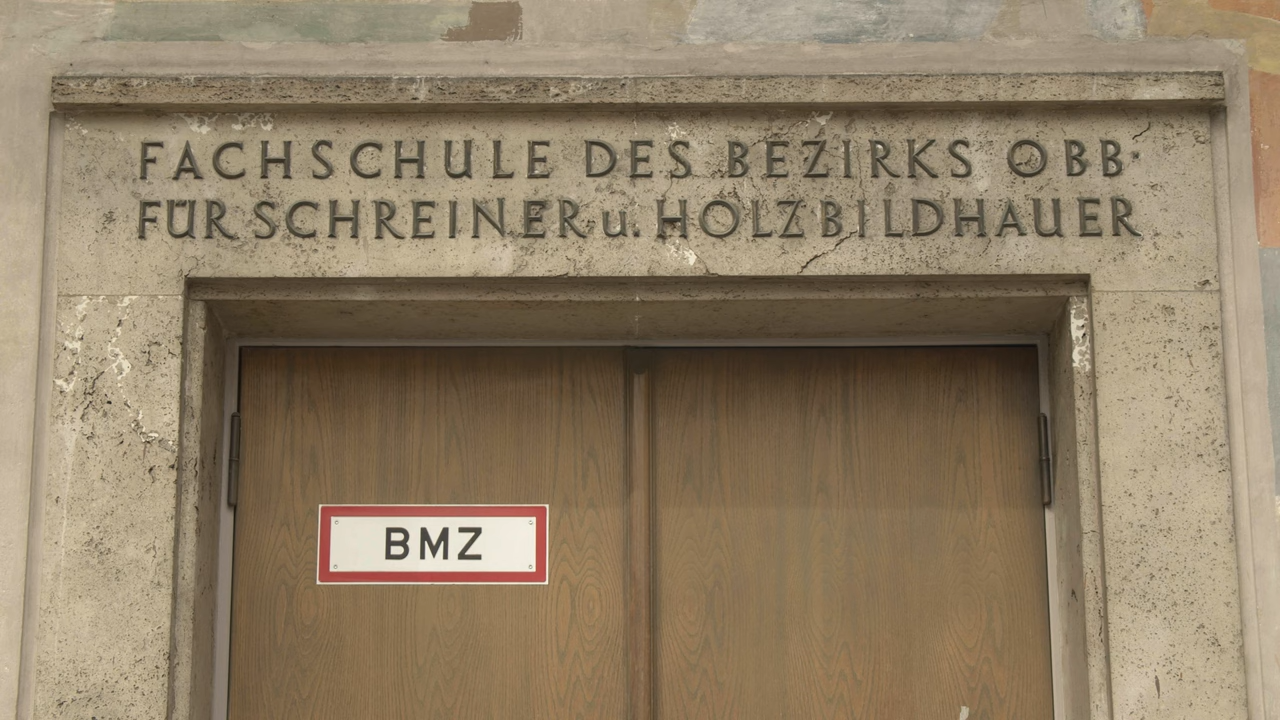 FACHSCHULE DES BEZIRKS OBB.
FÜR SCHREINER u. HOLZBILDHAUER
BMZ